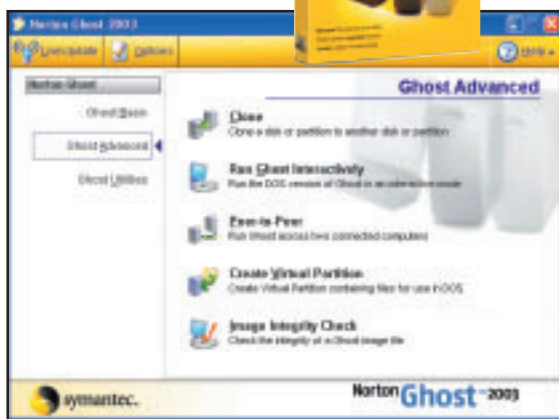 Norton Ghost 2003
LiveUpdate Options Help
Norton Ghost
Ghost Advanced
Ghost Basic
Ghost Advanced
Ghost Utilities
Clone
Clone a disk or partition to another disk or partition
Run Ghost Interactively
Run the DOS version of Ghost in an interactive mode
Peer-to-Peer
Run Ghost across two connected computers
Create Virtual Partition
Create Virtual Partition containing files for use in DOS
Image Integrity Check
Check the integrity of a Ghost image file
symantec.
Norton Ghost™ 2003